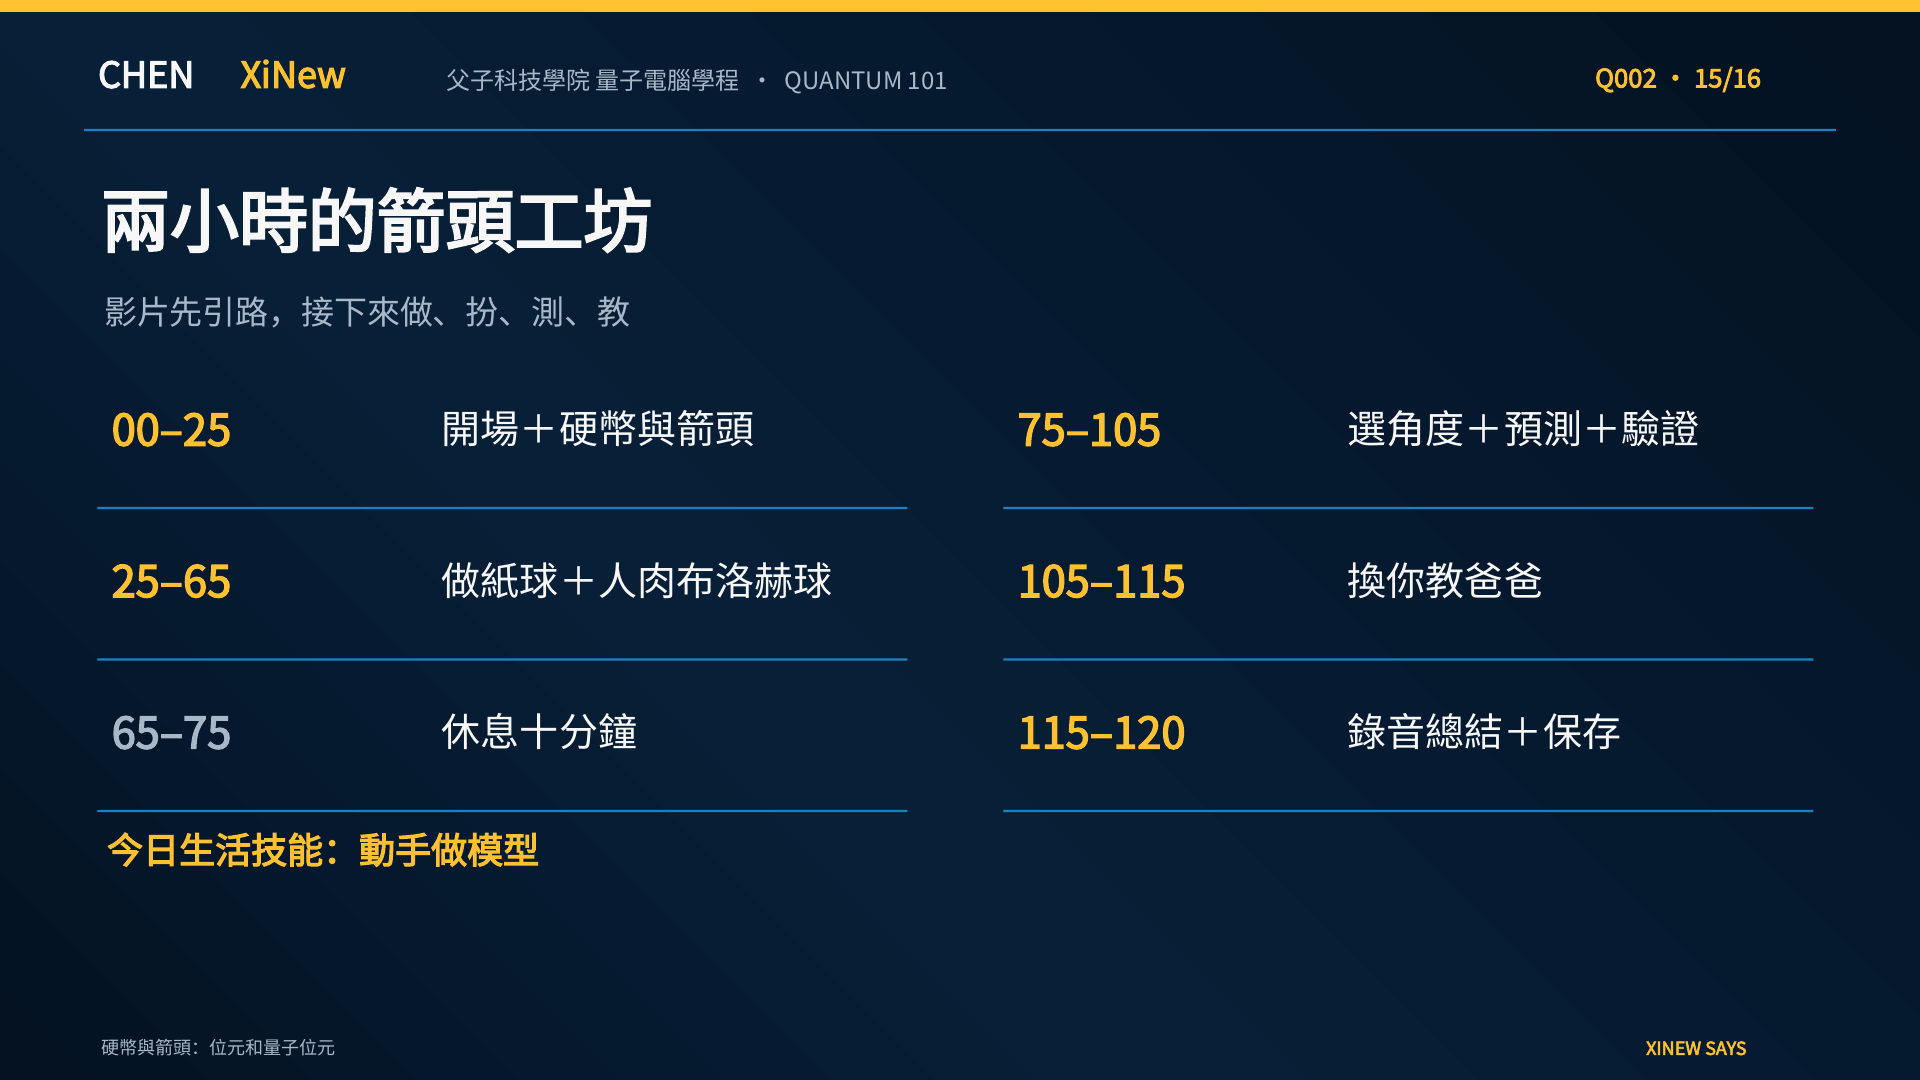 CHEN XiNew 父子科技學院 量子電腦學程 · QUANTUM 101 Q002 · 15/16
兩小時的箭頭工坊
影片先引路，接下來做、扮、測、教
00–25 開場＋硬幣與箭頭
25–65 做紙球＋人肉布洛赫球
65–75 休息十分鐘
75–105 選角度＋預測＋驗證
105–115 換你教爸爸
115–120 錄音總結＋保存
今日生活技能：動手做模型
硬幣與箭頭：位元和量子位元
XINEW SAYS